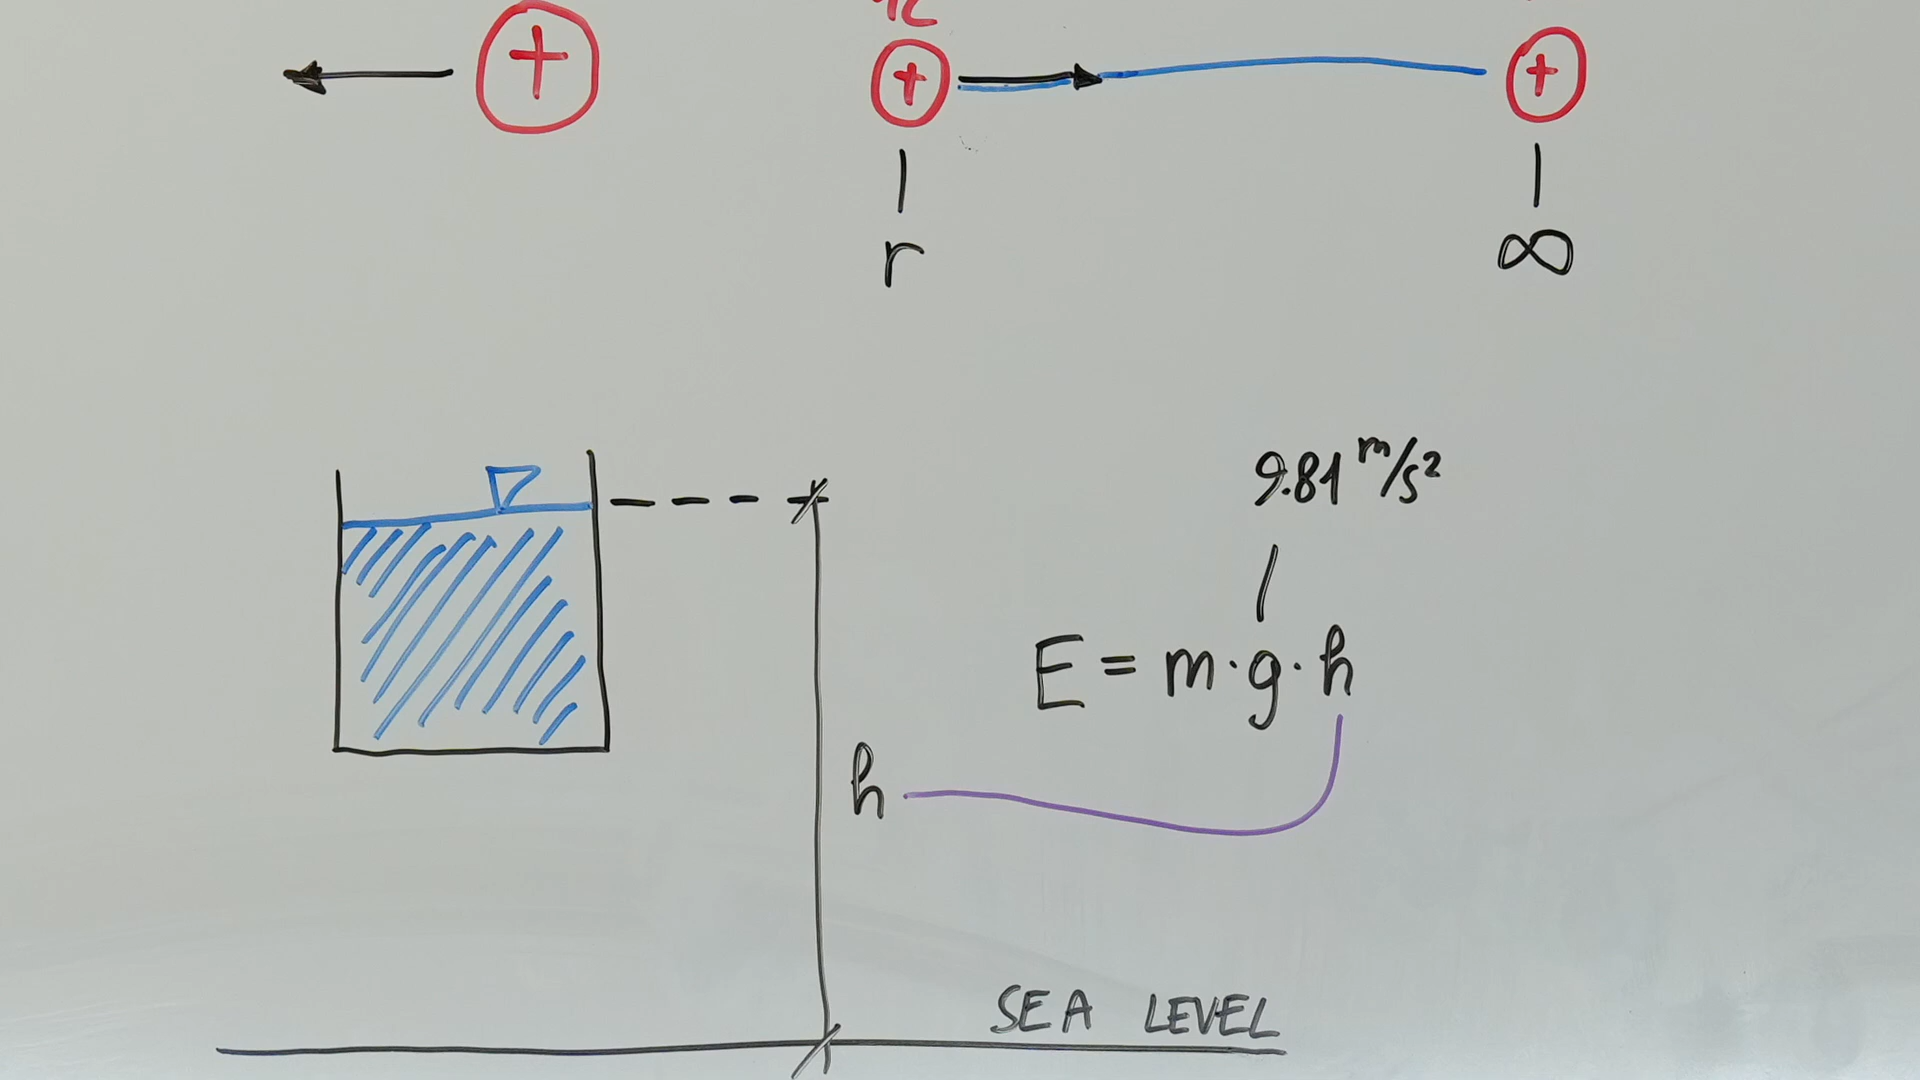 + + +
r ∞
9.81 m/s²
E = m·g·h
h
SEA LEVEL